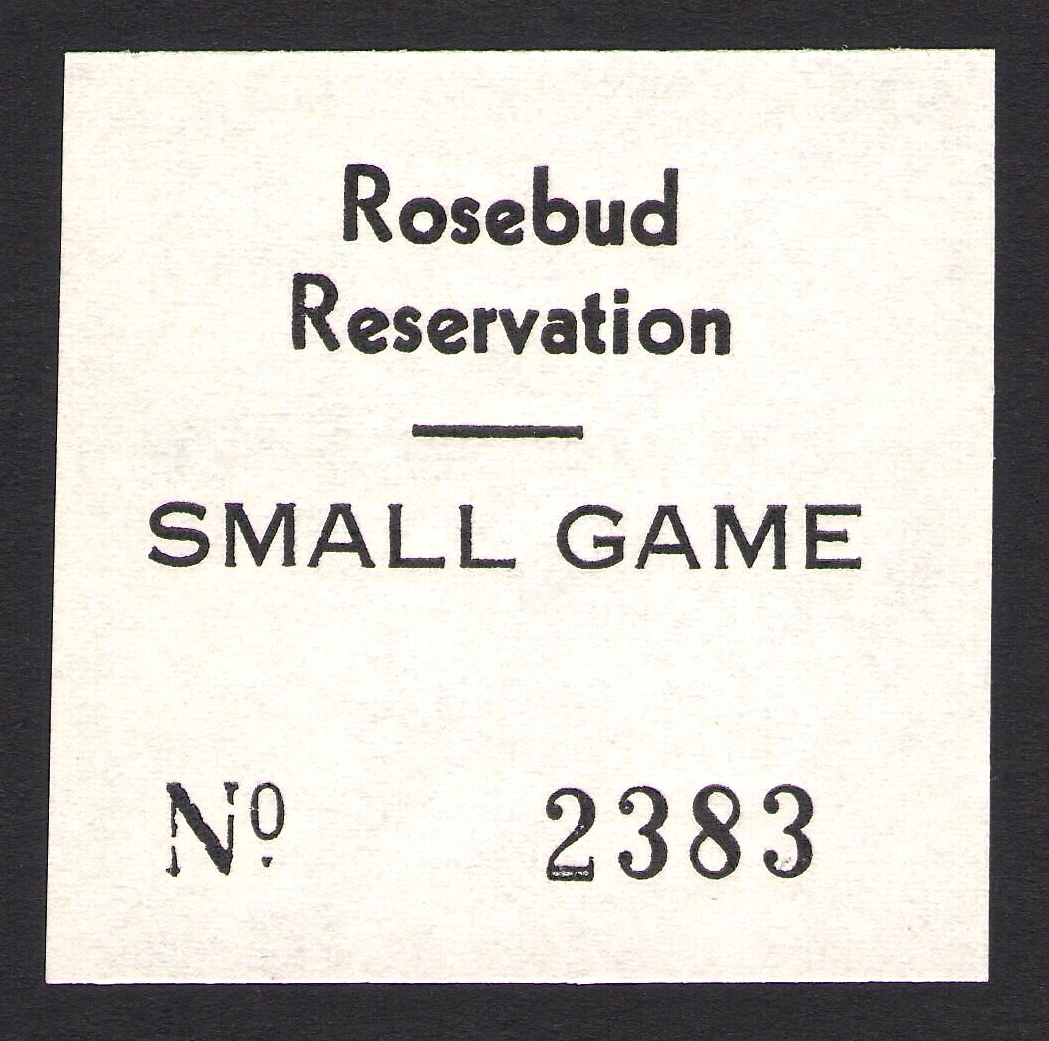 Rosebud
Reservation
SMALL GAME
Nº 2383